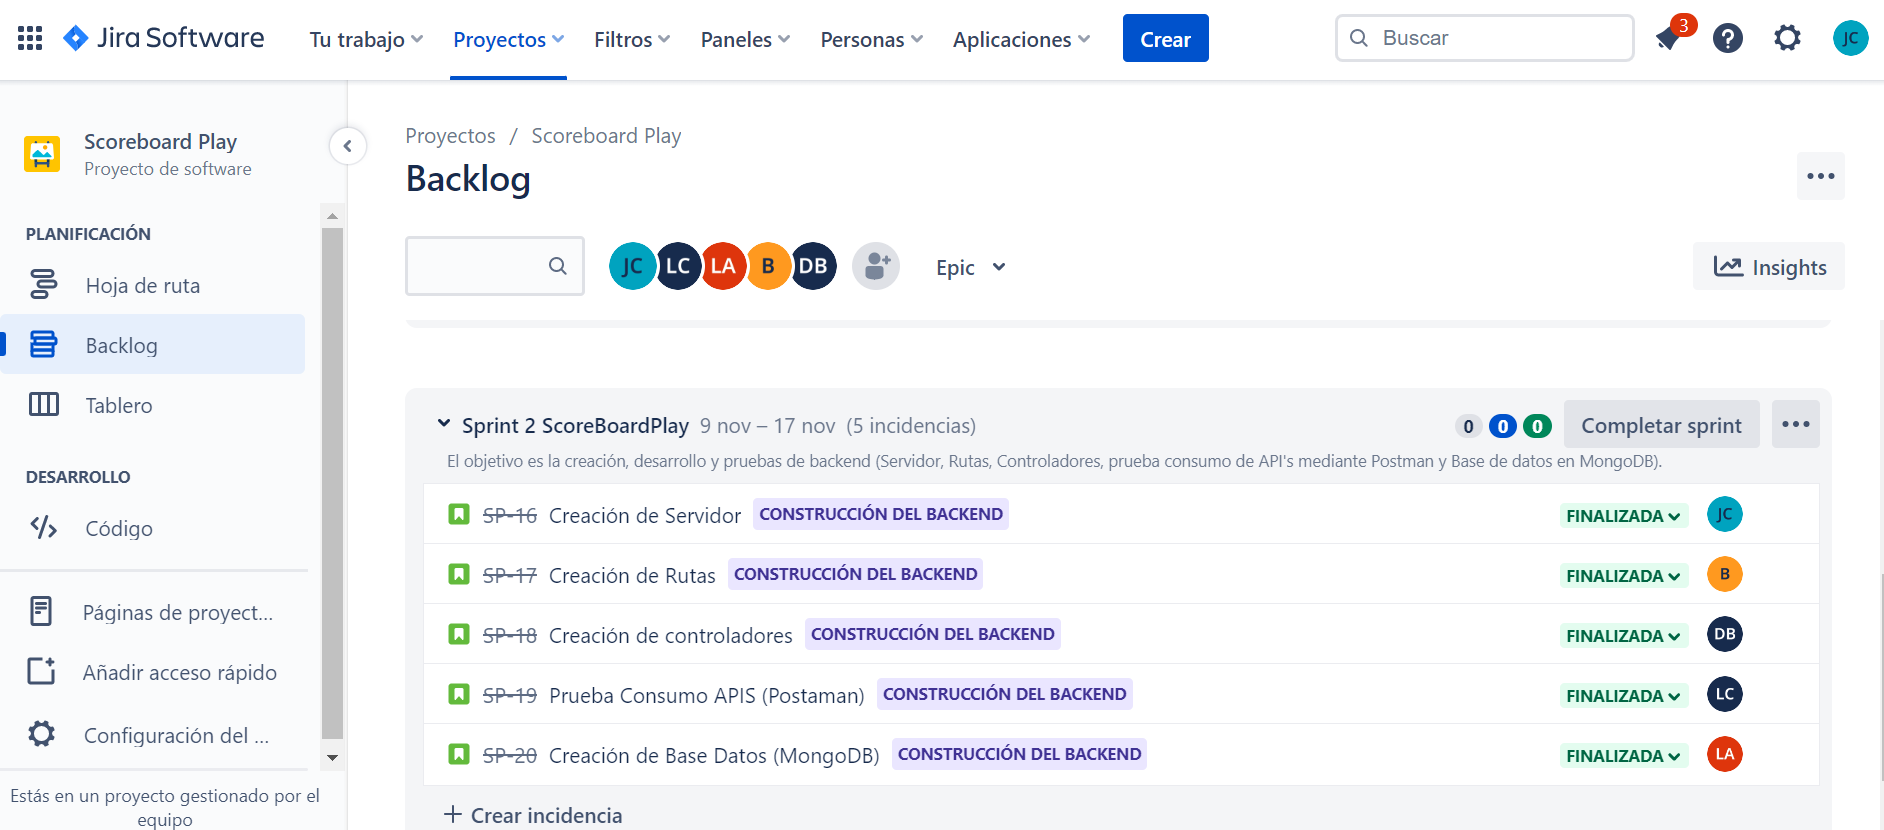 Jira Software Tu trabajo Proyectos Filtros Paneles Personas Aplicaciones Crear Buscar 3 JC
Scoreboard Play
Proyecto de software
PLANIFICACIÓN
Hoja de ruta
Backlog
Tablero
DESARROLLO
Código
Páginas de proyect...
Añadir acceso rápido
Configuración del ...
Estás en un proyecto gestionado por el
equipo
Proyectos / Scoreboard Play
Backlog
JC LC LA B DB Epic Insights
Sprint 2 ScoreBoardPlay 9 nov – 17 nov (5 incidencias) 0 0 0 Completar sprint
El objetivo es la creación, desarrollo y pruebas de backend (Servidor, Rutas, Controladores, prueba consumo de API's mediante Postman y Base de datos en MongoDB).
SP-16 Creación de Servidor CONSTRUCCIÓN DEL BACKEND FINALIZADA JC
SP-17 Creación de Rutas CONSTRUCCIÓN DEL BACKEND FINALIZADA B
SP-18 Creación de controladores CONSTRUCCIÓN DEL BACKEND FINALIZADA DB
SP-19 Prueba Consumo APIS (Postaman) CONSTRUCCIÓN DEL BACKEND FINALIZADA LC
SP-20 Creación de Base Datos (MongoDB) CONSTRUCCIÓN DEL BACKEND FINALIZADA LA
+ Crear incidencia